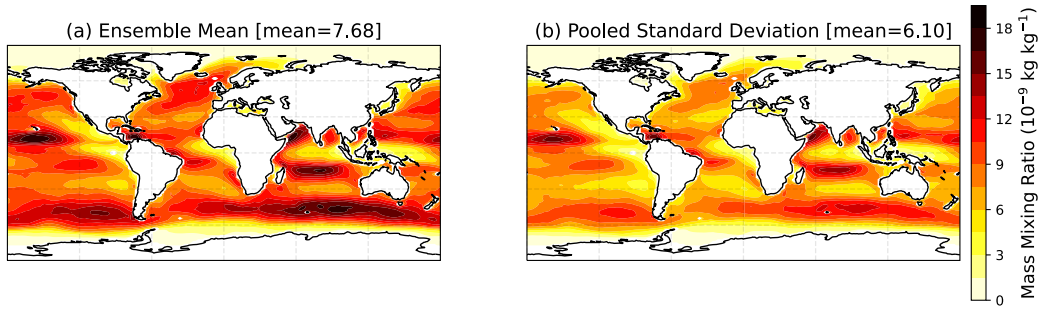 (a) Ensemble Mean [mean=7.68]
(b) Pooled Standard Deviation [mean=6.10]
18
15
12
9
6
3
0
Mass Mixing Ratio (10⁻⁹ kg kg⁻¹)